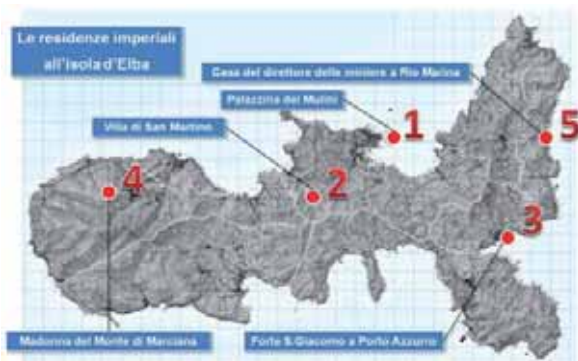 Le residenze imperiali
all'isola d'Elba
Casa del direttore delle miniere a Rio Marina
Palazzina dei Mulini
Villa di San Martino
1
5
4
2
3
Madonna del Monte di Marciana
Forte S.Giacomo a Porto Azzurro